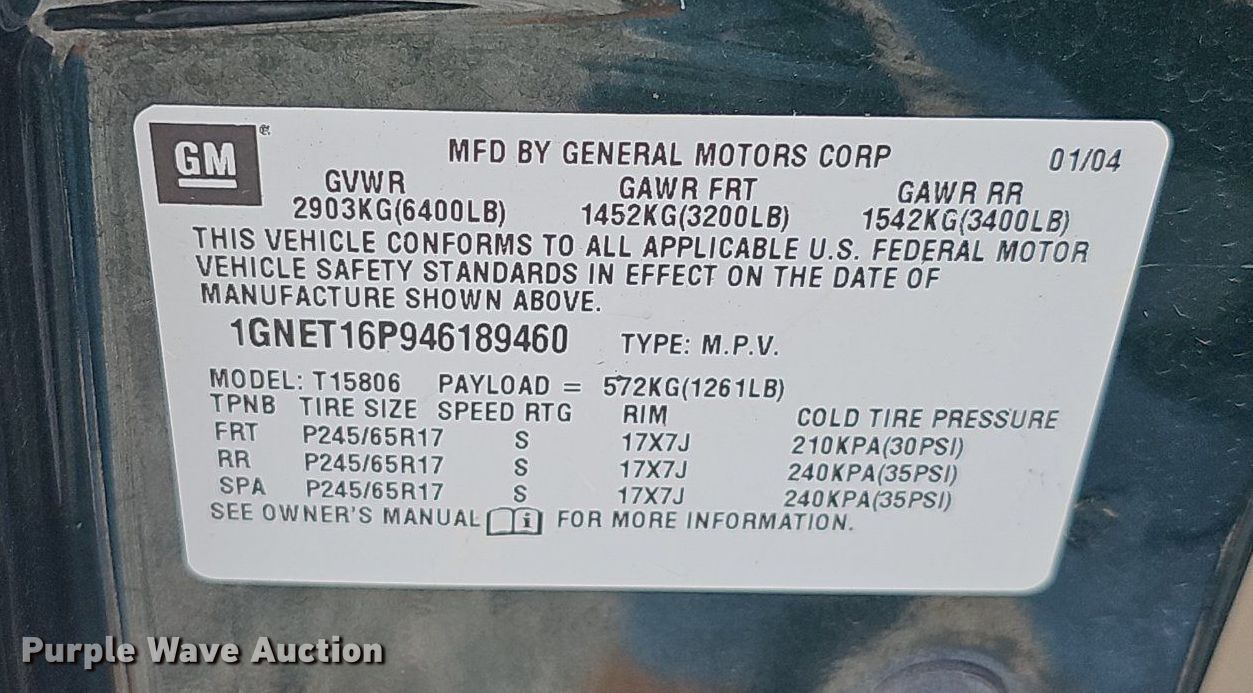 GM
MFD BY GENERAL MOTORS CORP 01/04
GVWR GAWR FRT GAWR RR
2903KG(6400LB) 1452KG(3200LB) 1542KG(3400LB)
THIS VEHICLE CONFORMS TO ALL APPLICABLE U.S. FEDERAL MOTOR
VEHICLE SAFETY STANDARDS IN EFFECT ON THE DATE OF
MANUFACTURE SHOWN ABOVE.
1GNET16P946189460 TYPE: M.P.V.
MODEL: T15806 PAYLOAD = 572KG(1261LB)
TPNB TIRE SIZE SPEED RTG RIM COLD TIRE PRESSURE
FRT P245/65R17 S 17X7J 210KPA(30PSI)
RR P245/65R17 S 17X7J 240KPA(35PSI)
SPA P245/65R17 S 17X7J 240KPA(35PSI)
SEE OWNER'S MANUAL FOR MORE INFORMATION.
Purple Wave Auction